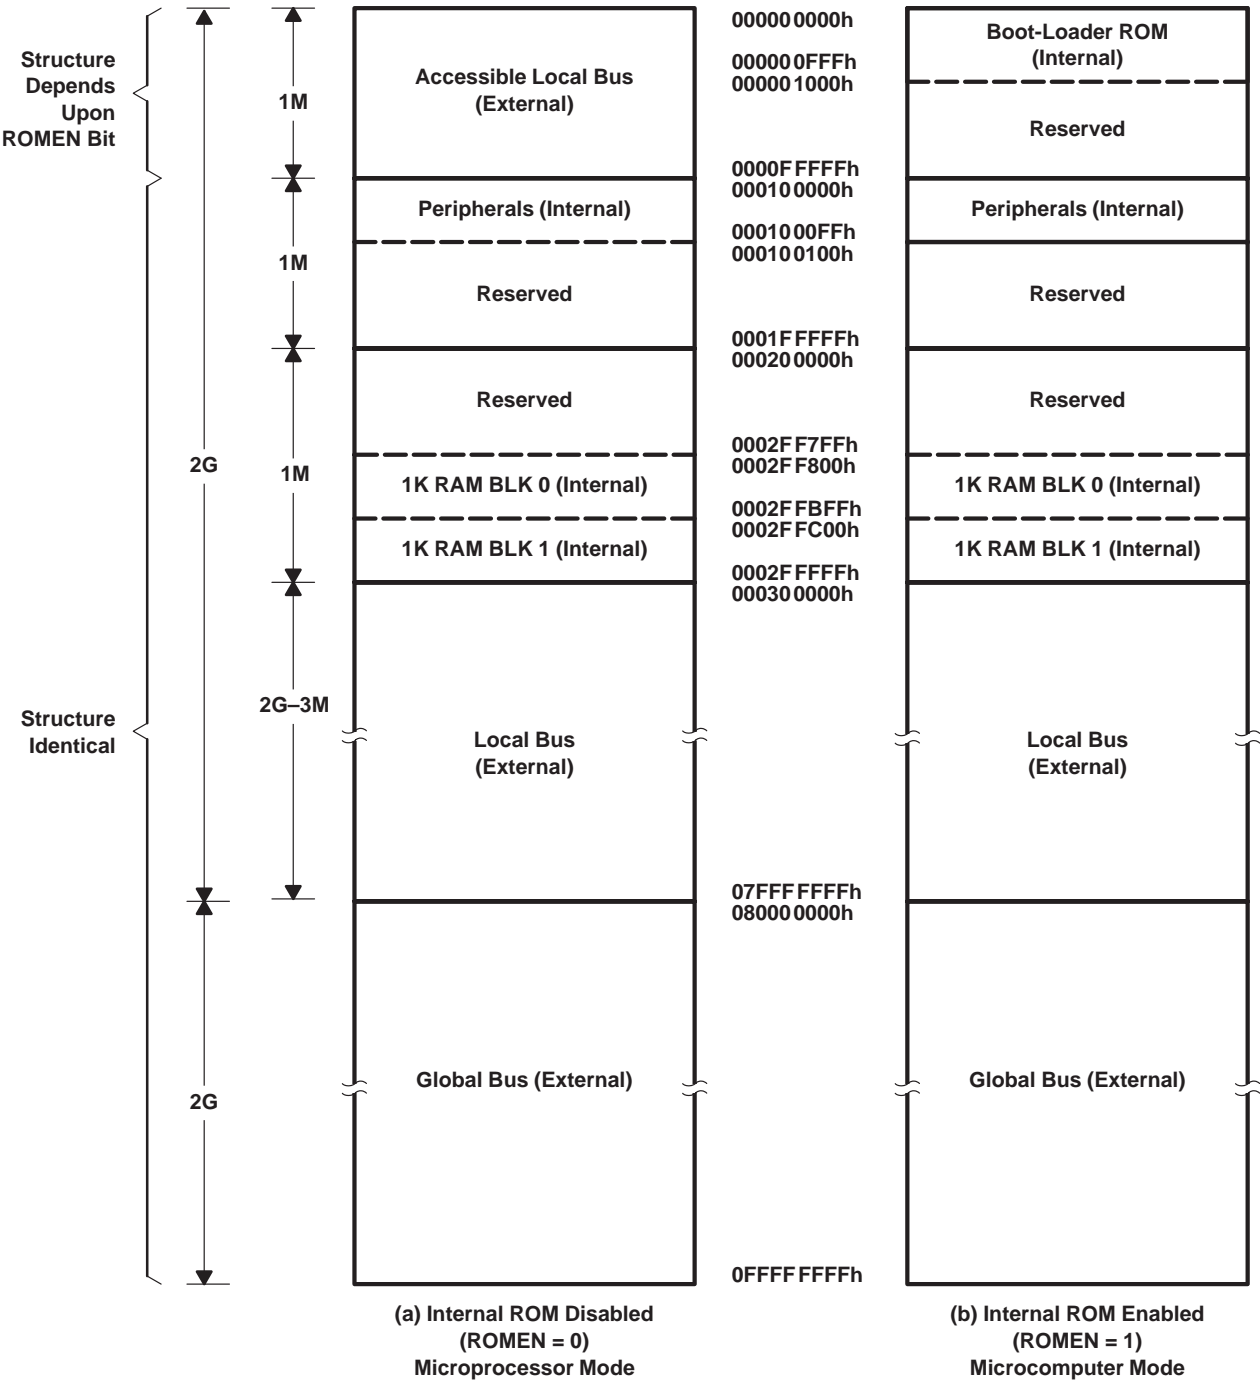 Structure
Depends
Upon
ROMEN Bit
Structure
Identical
2G
2G
1M
1M
1M
2G–3M
Accessible Local Bus
(External)
Peripherals (Internal)
Reserved
Reserved
1K RAM BLK 0 (Internal)
1K RAM BLK 1 (Internal)
Local Bus
(External)
Global Bus (External)
(a) Internal ROM Disabled
(ROMEN = 0)
Microprocessor Mode
00000 0000h
00000 0FFFh
00000 1000h
0000F FFFFh
00010 0000h
00010 00FFh
00010 0100h
0001F FFFFh
00020 0000h
0002F F7FFh
0002F F800h
0002F FBFFh
0002F FC00h
0002F FFFFh
00030 0000h
07FFF FFFFh
08000 0000h
0FFFF FFFFh
Boot-Loader ROM
(Internal)
Reserved
Peripherals (Internal)
Reserved
Reserved
1K RAM BLK 0 (Internal)
1K RAM BLK 1 (Internal)
Local Bus
(External)
Global Bus (External)
(b) Internal ROM Enabled
(ROMEN = 1)
Microcomputer Mode